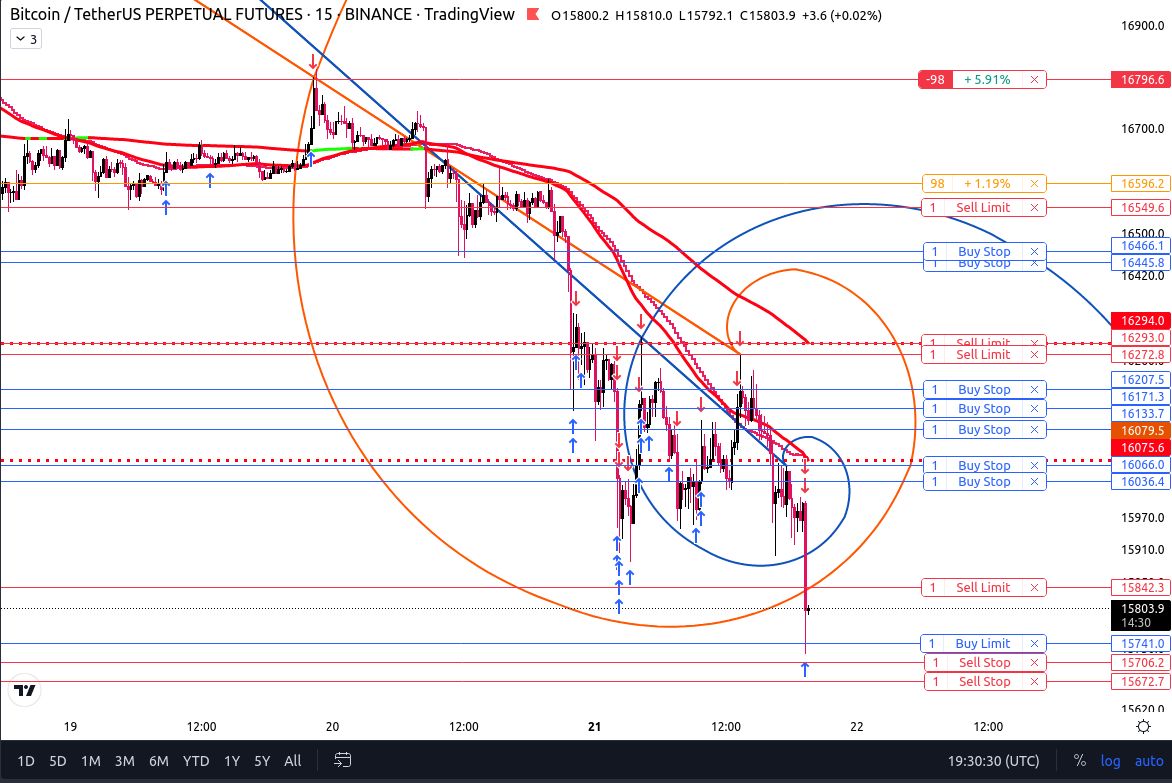 Bitcoin / TetherUS PERPETUAL FUTURES · 15 · BINANCE · TradingView O15800.2 H15810.0 L15792.1 C15803.9 +3.6 (+0.02%)
16900.0
3
-98 +5.91% × 16796.6
16700.0
98 +1.19% × 16596.2
1 Sell Limit × 16549.6
16500.0
1 Buy Stop × 16466.1
1 Buy Stop × 16445.8
16420.0
16294.0
1 Sell Limit × 16293.0
1 Sell Limit × 16272.8
1 Buy Stop × 16207.5
1 Buy Stop × 16171.3
1 Buy Stop × 16133.7
16079.5
16075.6
1 Buy Stop × 16066.0
1 Buy Stop × 16036.4
15970.0
15910.0
1 Sell Limit × 15842.3
15803.9
14:30
1 Buy Limit × 15741.0
1 Sell Stop × 15706.2
1 Sell Stop × 15672.7
15620.0
19 12:00 20 12:00 21 12:00 22 12:00
1D 5D 1M 3M 6M YTD 1Y 5Y All 19:30:30 (UTC) % log auto